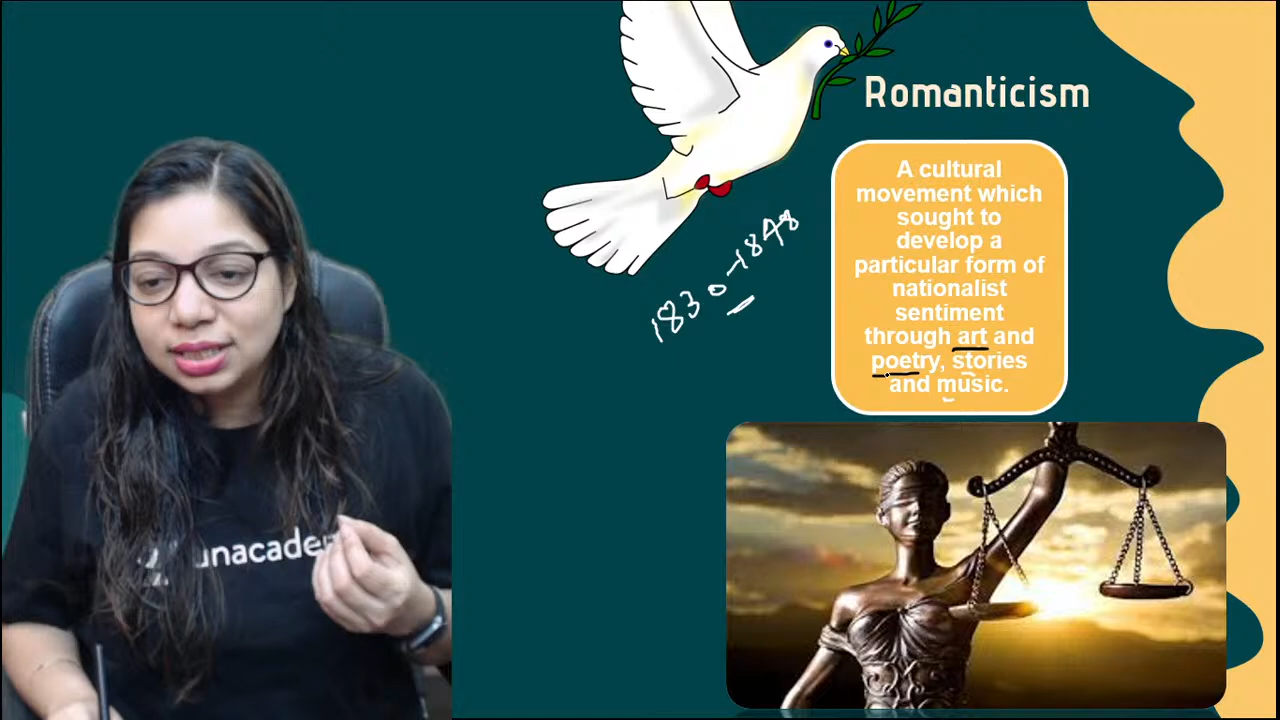 Romanticism
A cultural
movement which
sought to
develop a
particular form of
nationalist
sentiment
through art and
poetry, stories
and music.
1830-1848
unacade